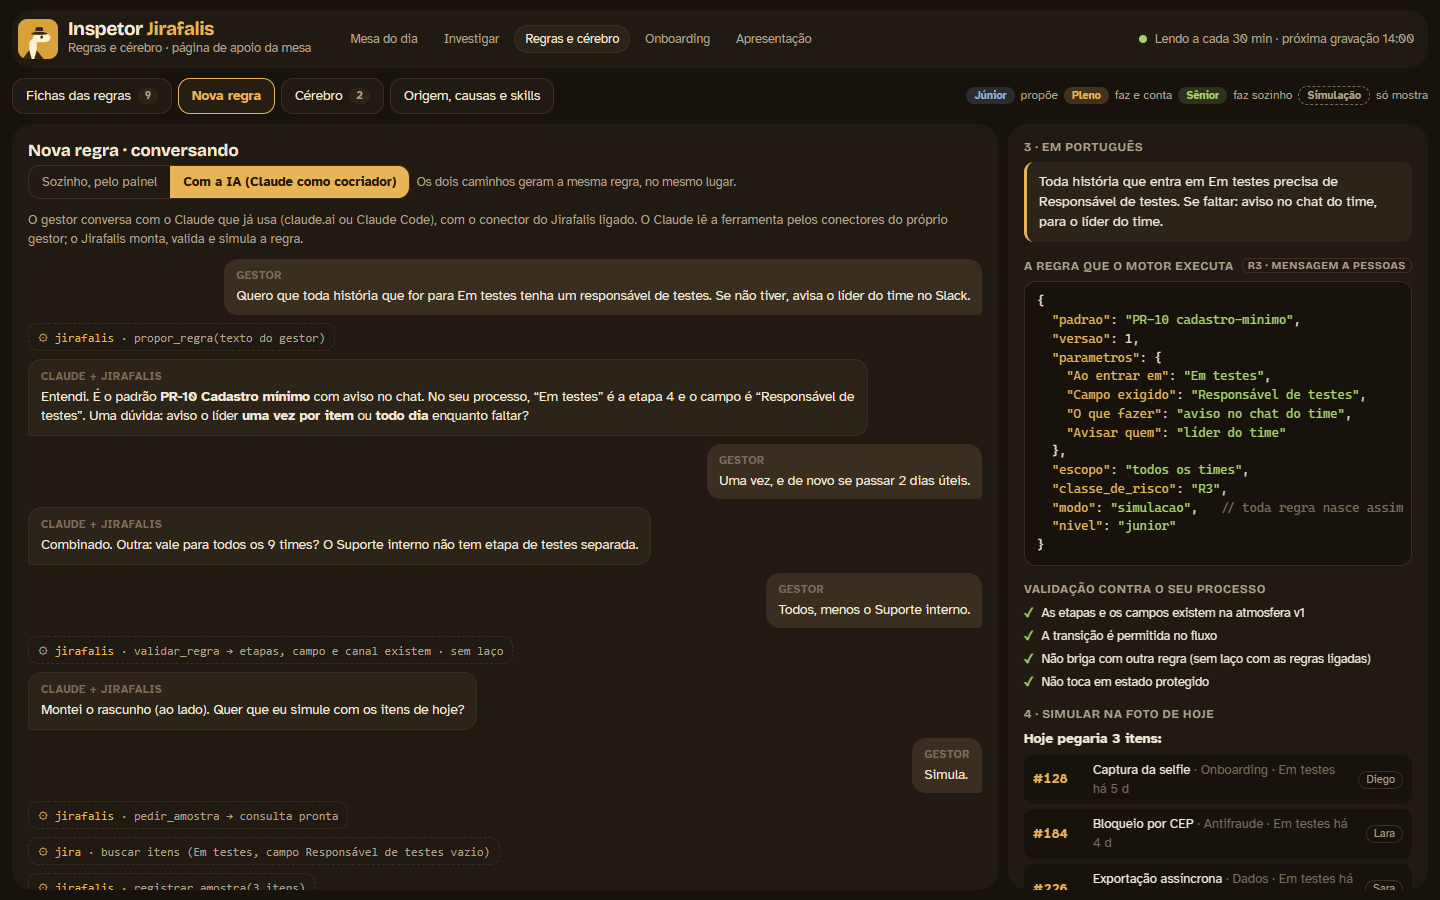 Inspetor Jirafalis
Regras e cérebro · página de apoio da mesa
Mesa do dia
Investigar
Regras e cérebro
Onboarding
Apresentação
Lendo a cada 30 min · próxima gravação 14:00
Fichas das regras 9
Nova regra
Cérebro 2
Origem, causas e skills
Júnior propõe Pleno faz e conta Sênior faz sozinho Simulação só mostra
Nova regra · conversando
Sozinho, pelo painel
Com a IA (Claude como cocriador)
Os dois caminhos geram a mesma regra, no mesmo lugar.
O gestor conversa com o Claude que já usa (claude.ai ou Claude Code), com o conector do Jirafalis ligado. O Claude lê a ferramenta pelos conectores do próprio
gestor; o Jirafalis monta, valida e simula a regra.
GESTOR
Quero que toda história que for para Em testes tenha um responsável de testes. Se não tiver, avisa o líder do time no Slack.
jirafalis · propor_regra(texto do gestor)
CLAUDE + JIRAFALIS
Entendi. É o padrão PR-10 Cadastro mínimo com aviso no chat. No seu processo, “Em testes” é a etapa 4 e o campo é “Responsável de
testes”. Uma dúvida: aviso o líder uma vez por item ou todo dia enquanto faltar?
GESTOR
Uma vez, e de novo se passar 2 dias úteis.
CLAUDE + JIRAFALIS
Combinado. Outra: vale para todos os 9 times? O Suporte interno não tem etapa de testes separada.
GESTOR
Todos, menos o Suporte interno.
jirafalis · validar_regra → etapas, campo e canal existem · sem laço
CLAUDE + JIRAFALIS
Montei o rascunho (ao lado). Quer que eu simule com os itens de hoje?
GESTOR
Simula.
jirafalis · pedir_amostra → consulta pronta
jira · buscar itens (Em testes, campo Responsável de testes vazio)
jirafalis · registrar_amostra(3 itens)
3 · EM PORTUGUÊS
Toda história que entra em Em testes precisa de
Responsável de testes. Se faltar: aviso no chat do time,
para o líder do time.
A REGRA QUE O MOTOR EXECUTA
R3 · MENSAGEM A PESSOAS
{
"padrao": "PR-10 cadastro-minimo",
"versao": 1,
"parametros": {
"Ao entrar em": "Em testes",
"Campo exigido": "Responsável de testes",
"O que fazer": "aviso no chat do time",
"Avisar quem": "líder do time"
},
"escopo": "todos os times",
"classe_de_risco": "R3",
"modo": "simulacao", // toda regra nasce assim
"nivel": "junior"
}
VALIDAÇÃO CONTRA O SEU PROCESSO
✓ As etapas e os campos existem na atmosfera v1
✓ A transição é permitida no fluxo
✓ Não briga com outra regra (sem laço com as regras ligadas)
✓ Não toca em estado protegido
4 · SIMULAR NA FOTO DE HOJE
Hoje pegaria 3 itens:
#128 Captura da selfie · Onboarding · Em testes
há 5 d
Diego
#184 Bloqueio por CEP · Antifraude · Em testes há
4 d
Lara
#226 Exportação assíncrona · Dados · Em testes há
Sara